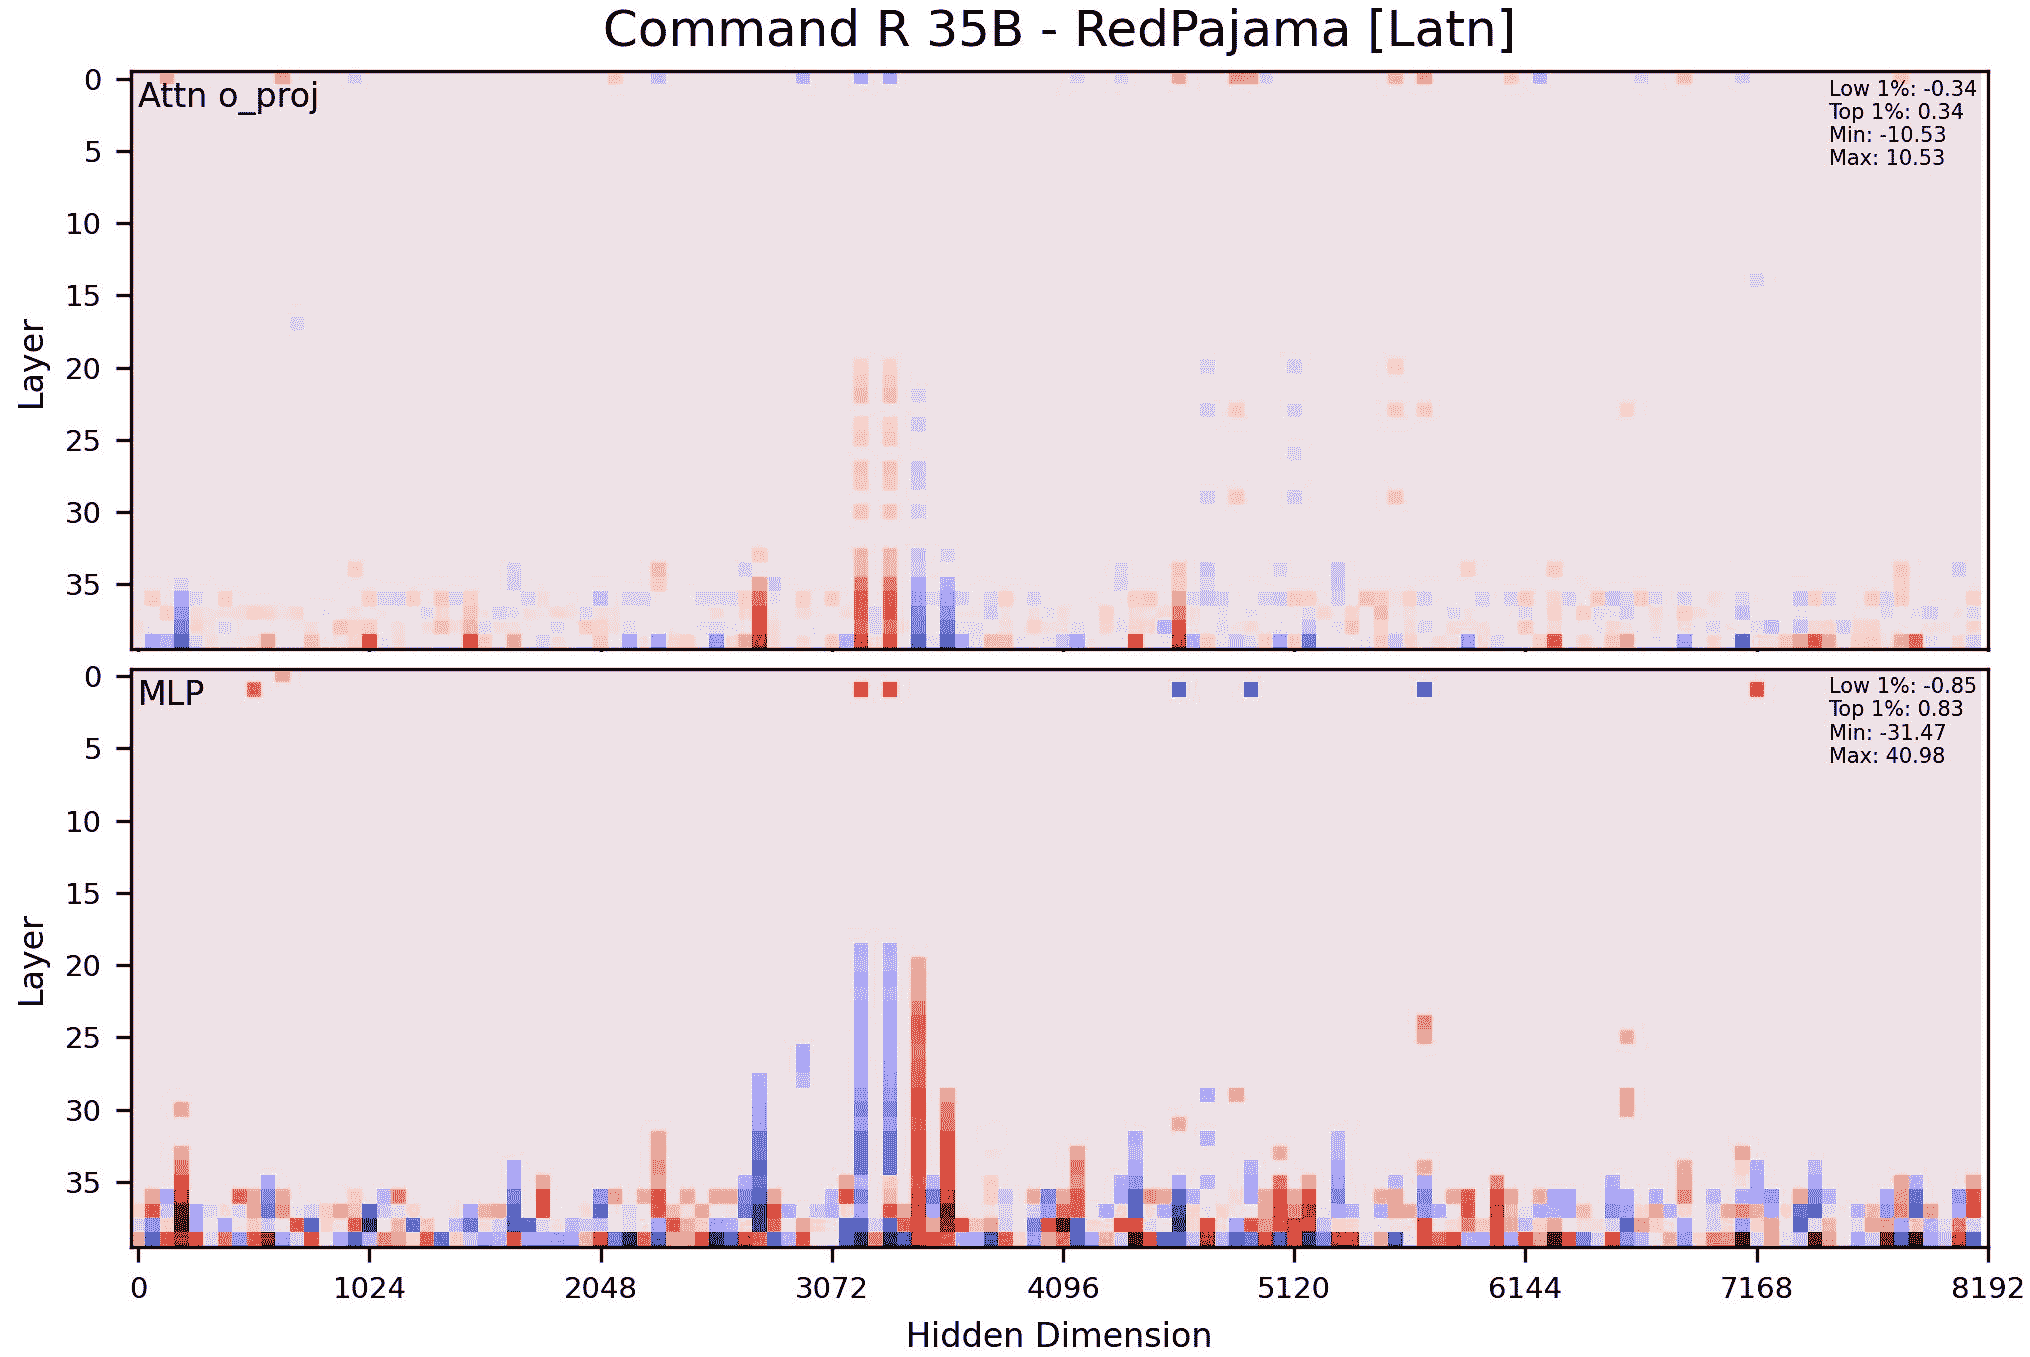 Command R 35B - RedPajama [Latn]
Attn o_proj
Low 1%: -0.34
Top 1%: 0.34
Min: -10.53
Max: 10.53
0
5
10
15
20
25
30
35
Layer
MLP
Low 1%: -0.85
Top 1%: 0.83
Min: -31.47
Max: 40.98
0
5
10
15
20
25
30
35
Layer
0 1024 2048 3072 4096 5120 6144 7168 8192
Hidden Dimension